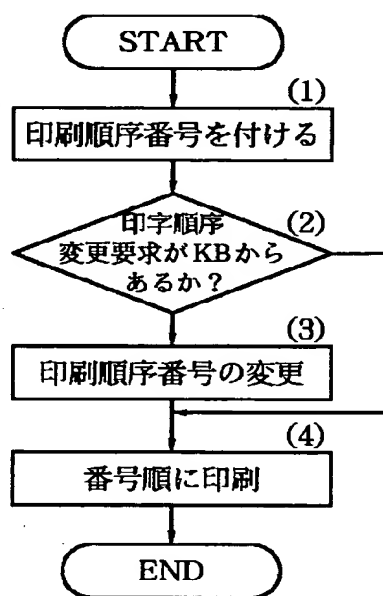 START
(1)
印刷順序番号を付ける
印字順序
(2)
変更要求がKBから
あるか？
(3)
印刷順序番号の変更
(4)
番号順に印刷
END